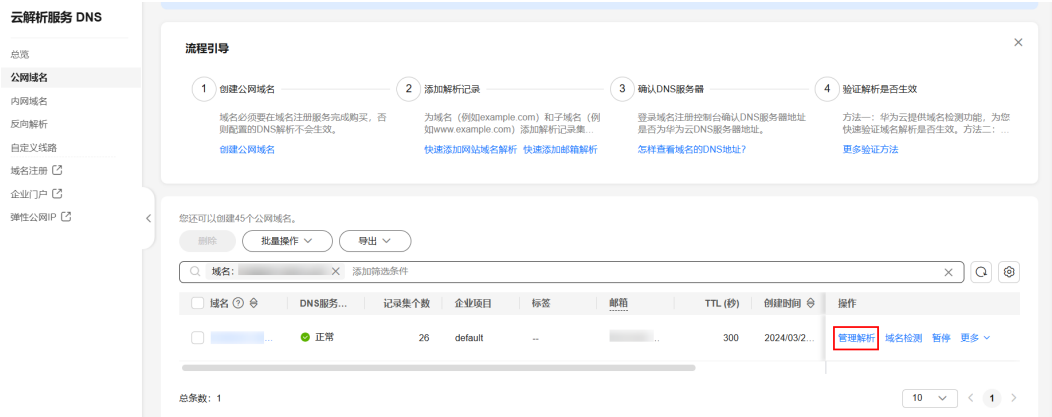 云解析服务 DNS
总览
公网域名
内网域名
反向解析
自定义线路
域名注册
企业门户
弹性公网IP
流程引导
1 创建公网域名
域名必须要在域名注册服务完成购买，否
则配置的DNS解析不会生效。
创建公网域名
2 添加解析记录
为域名（例如example.com）和子域名（例
如www.example.com）添加解析记录集...
快速添加网站域名解析 快速添加邮箱解析
3 确认DNS服务器
登录域名注册控制台确认DNS服务器地址
是否为华为云DNS服务器地址。
怎样查看域名的DNS地址?
4 验证解析是否生效
方法一：华为云提供域名检测功能，为您
快速验证域名解析是否生效。方法二：...
更多验证方法
您还可以创建45个公网域名。
删除 批量操作 导出
域名： 添加筛选条件
域名 DNS服务... 记录集个数 企业项目 标签 邮箱 TTL (秒) 创建时间 操作
... 正常 26 default -- ... 300 2024/03/2... 管理解析 域名检测 暂停 更多
总条数：1 10 1